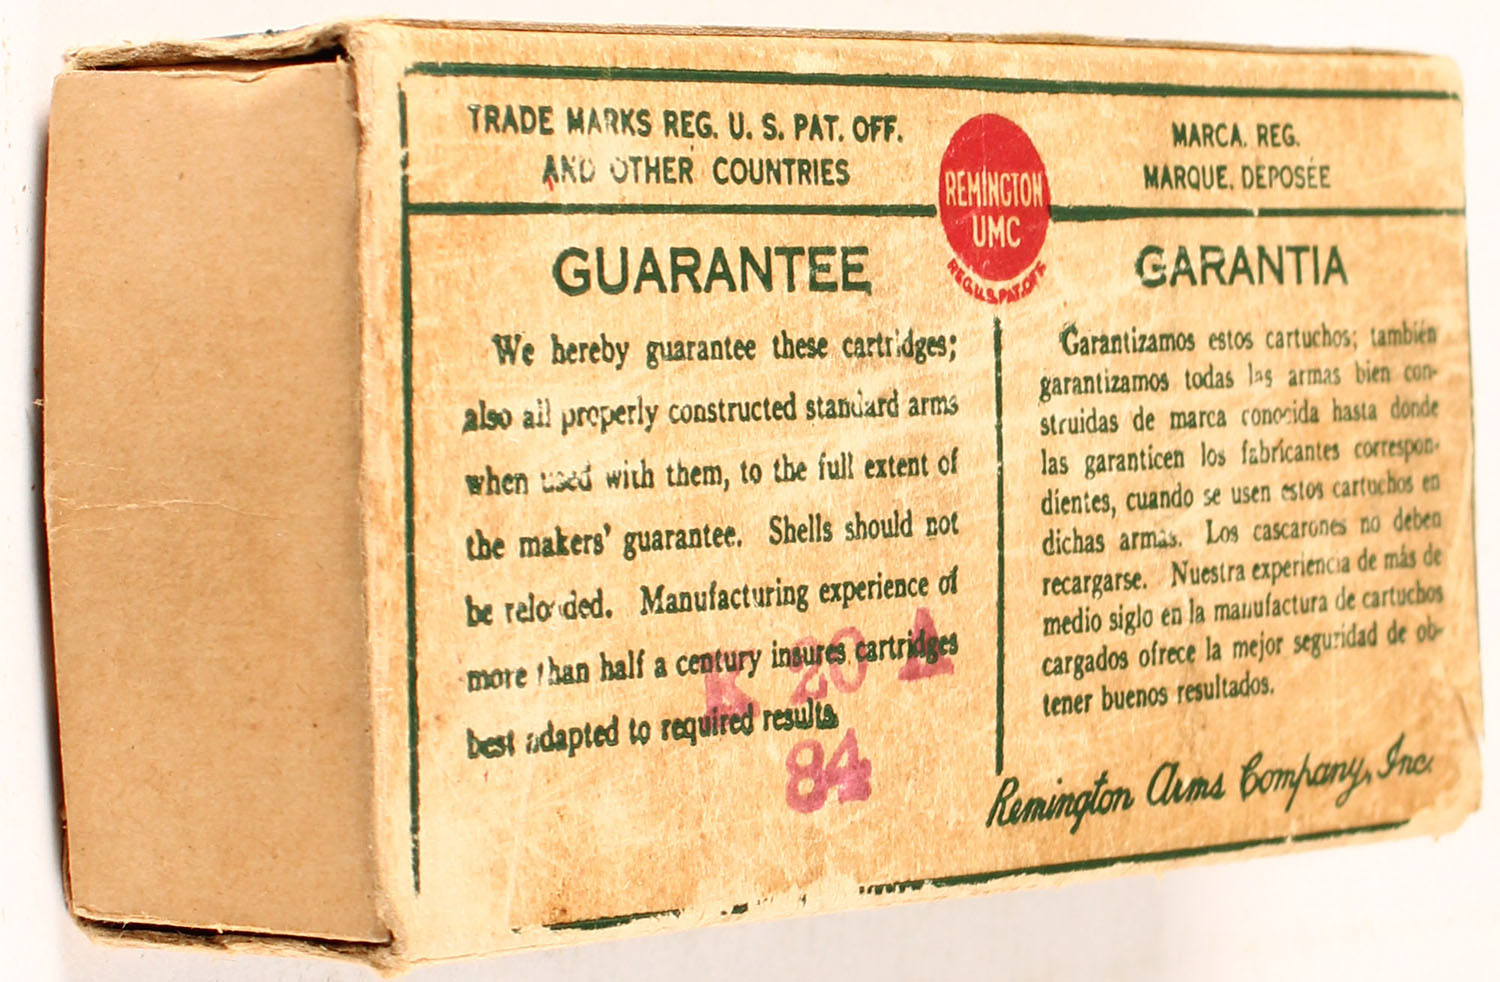 TRADE MARKS REG. U. S. PAT. OFF.
AND OTHER COUNTRIES
REMINGTON
UMC
REG.U.S.PAT.OFF.
MARCA. REG.
MARQUE. DEPOSÉE
GUARANTEE
We hereby guarantee these cartridges;
also all properly constructed standard arms
when used with them, to the full extent of
the makers' guarantee. Shells should not
be reloaded. Manufacturing experience of
more than half a century insures cartridges
best adapted to required results.
K 20 A
84
GARANTIA
Garantizamos estos cartuchos; también
garantizamos todas las armas bien con-
struidas de marca conocida hasta donde
las garanticen los fabricantes correspon-
dientes, cuando se usen estos cartuchos en
dichas armas. Los cascarones no deben
recargarse. Nuestra experiencia de más de
medio siglo en la manufactura de cartuchos
cargados ofrece la mejor seguridad de ob-
tener buenos resultados.
Remington Arms Company, Inc.